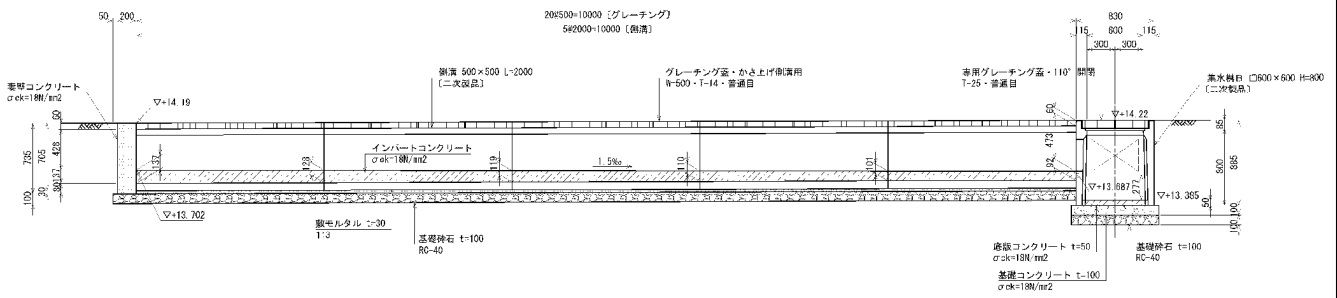 20@500=10000 [グレーチング]
5@2000=10000 [側溝]
50 200
830
115 600 115
300 300
側溝 500×500 L=2000
[二次製品]
グレーチング蓋・かさ上げ側溝用
W-500・T-14・普通目
専用グレーチング蓋・110°開閉
T-25・普通目
集水桝B □600×600 H=800
[二次製品]
妻壁コンクリート
σck=18N/mm2
▽+14.19
▽+14.22
60
735 705 428
137
30
100
137
128
119
110
101
92
インバートコンクリート
σck=18N/mm2
1.5‰
60
473
85
385
▽+13.687
277
▽+13.385
50
100
100
▽+13.702
敷モルタル t=30
1:3
基礎砕石 t=100
RC-40
底版コンクリート t=50
σck=18N/mm2
基礎砕石 t=100
RC-40
基礎コンクリート t=100
σck=18N/mm2